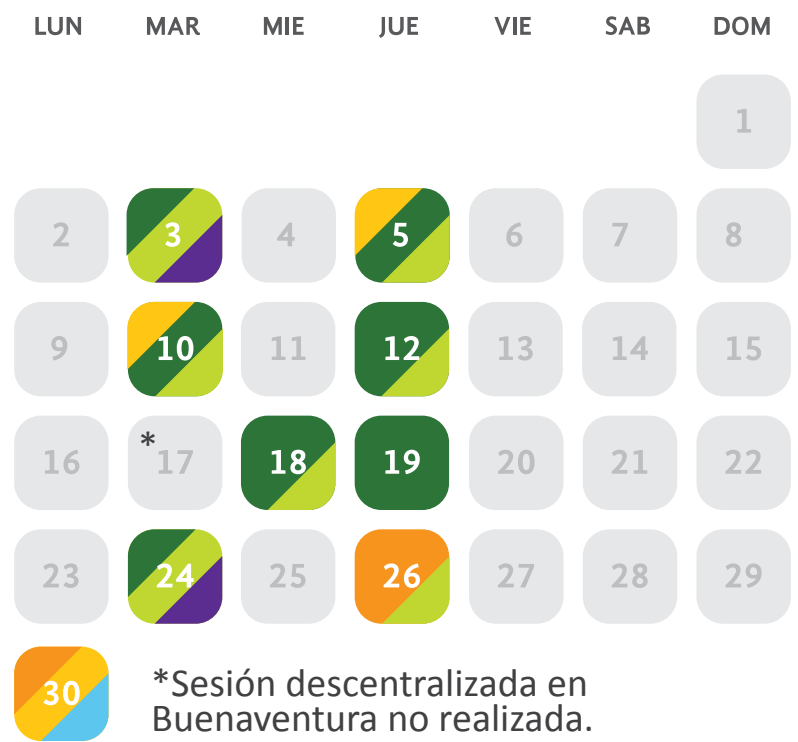 LUN MAR MIE JUE VIE SAB DOM
1
2 3 4 5 6 7 8
9 10 11 12 13 14 15
16 *17 18 19 20 21 22
23 24 25 26 27 28 29
30 *Sesión descentralizada en
Buenaventura no realizada.